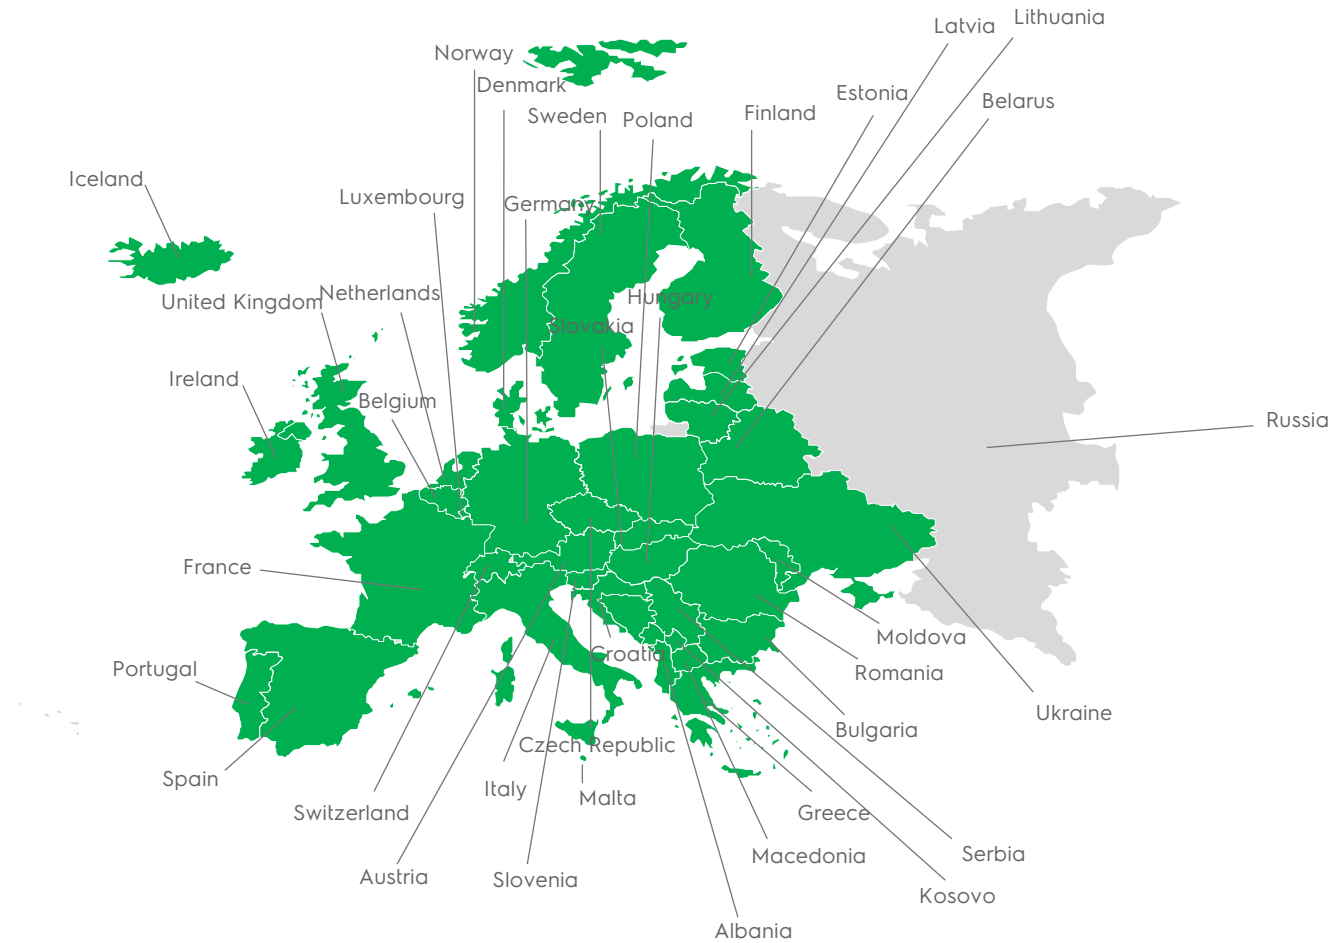 Lithuania
Latvia
Norway
Denmark
Estonia
Belarus
Sweden
Poland
Finland
Iceland
Luxembourg
Germany
United Kingdom
Netherlands
Hungary
Slovakia
Ireland
Belgium
Russia
France
Moldova
Croatia
Portugal
Romania
Ukraine
Bulgaria
Czech Republic
Spain
Italy
Malta
Switzerland
Greece
Macedonia
Serbia
Austria
Slovenia
Kosovo
Albania